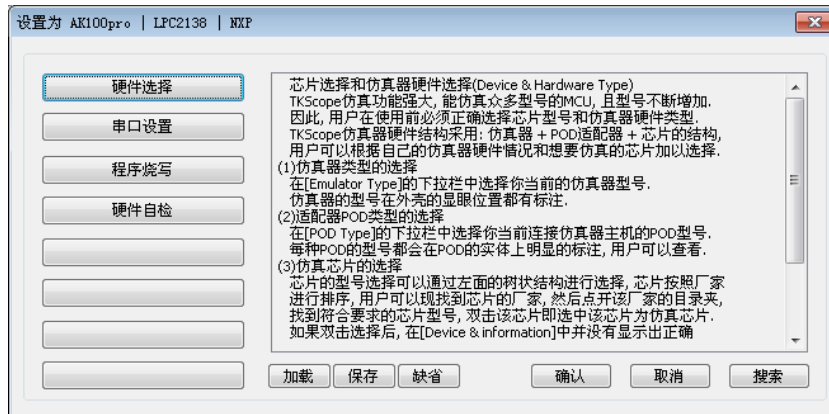 设置为 AK100pro | LPC2138 | NXP
硬件选择
串口设置
程序烧写
硬件自检
芯片选择和仿真器硬件选择(Device & Hardware Type)
TKScope仿真功能强大, 能仿真众多型号的MCU, 且型号不断增加.
因此, 用户在使用前必须正确选择芯片型号和仿真器硬件类型.
TKScope仿真器硬件结构采用: 仿真器 + POD适配器 + 芯片的结构,
用户可以根据自己的仿真器硬件情况和想要仿真的芯片加以选择.
(1)仿真器类型的选择
在[Emulator Type]的下拉栏中选择你当前的仿真器型号.
仿真器的型号在外壳的显眼位置都有标注.
(2)适配器POD类型的选择
在[POD Type]的下拉栏中选择你当前连接仿真器主机的POD型号.
每种POD的型号都会在POD的实体上明显的标注, 用户可以查看.
(3)仿真芯片的选择
芯片的型号选择可以通过左面的树状结构进行选择, 芯片按照厂家
进行排序, 用户可以现找到芯片的厂家, 然后点开该厂家的目录夹,
找到符合要求的芯片型号, 双击该芯片即选中该芯片为仿真芯片.
如果双击选择后, 在[Device & information]中并没有显示出正确
加载
保存
缺省
确认
取消
搜索